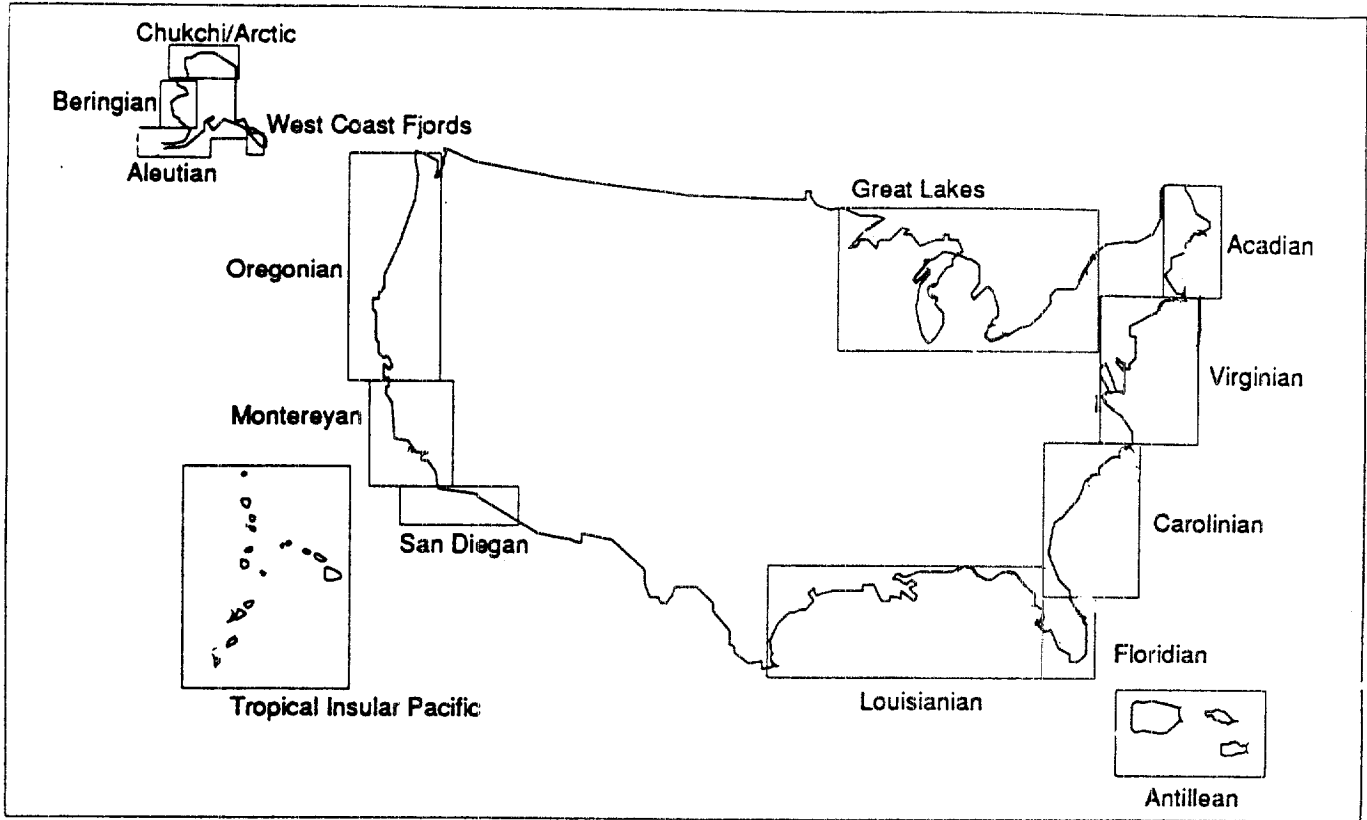 Chukchi/Arctic
Beringian
West Coast Fjords
Aleutian
Great Lakes
Acadian
Oregonian
Virginian
Montereyan
Carolinian
San Diegan
Floridian
Tropical Insular Pacific
Louisianian
Antillean